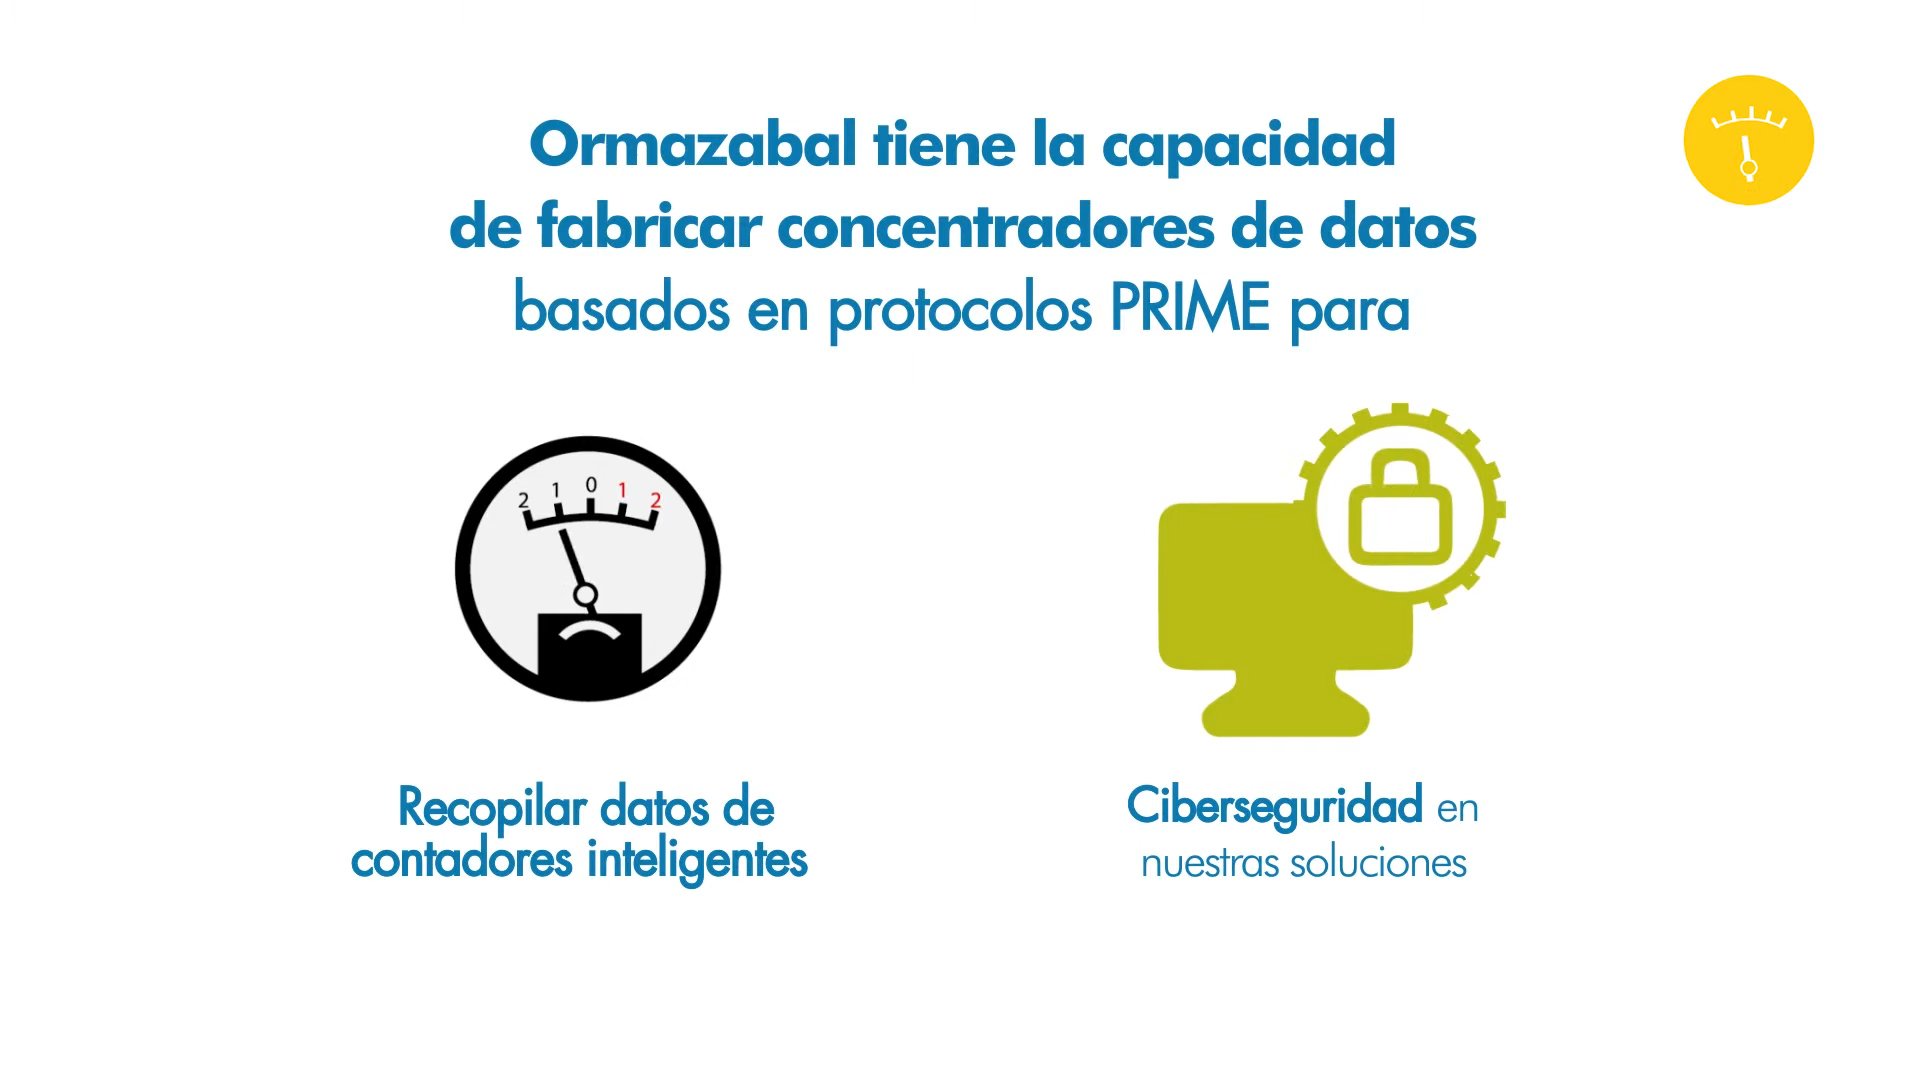 Ormazabal tiene la capacidad
de fabricar concentradores de datos
basados en protocolos PRIME para
2 1 0 1 2
Recopilar datos de
contadores inteligentes
Ciberseguridad en
nuestras soluciones